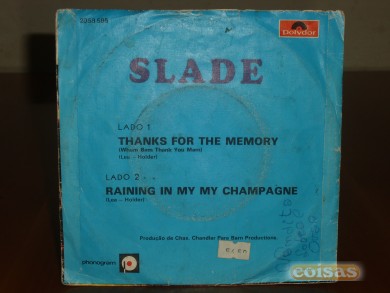 2058 585
Polydor
SLADE
LADO 1
THANKS FOR THE MEMORY
(Wham Bam Thank You Mam)
(Lea - Holder)
LADO 2
RAINING IN MY MY CHAMPAGNE
(Lea - Holder)
Produção de Chas. Chandler Para Barn Productions.
phonogram
coisas